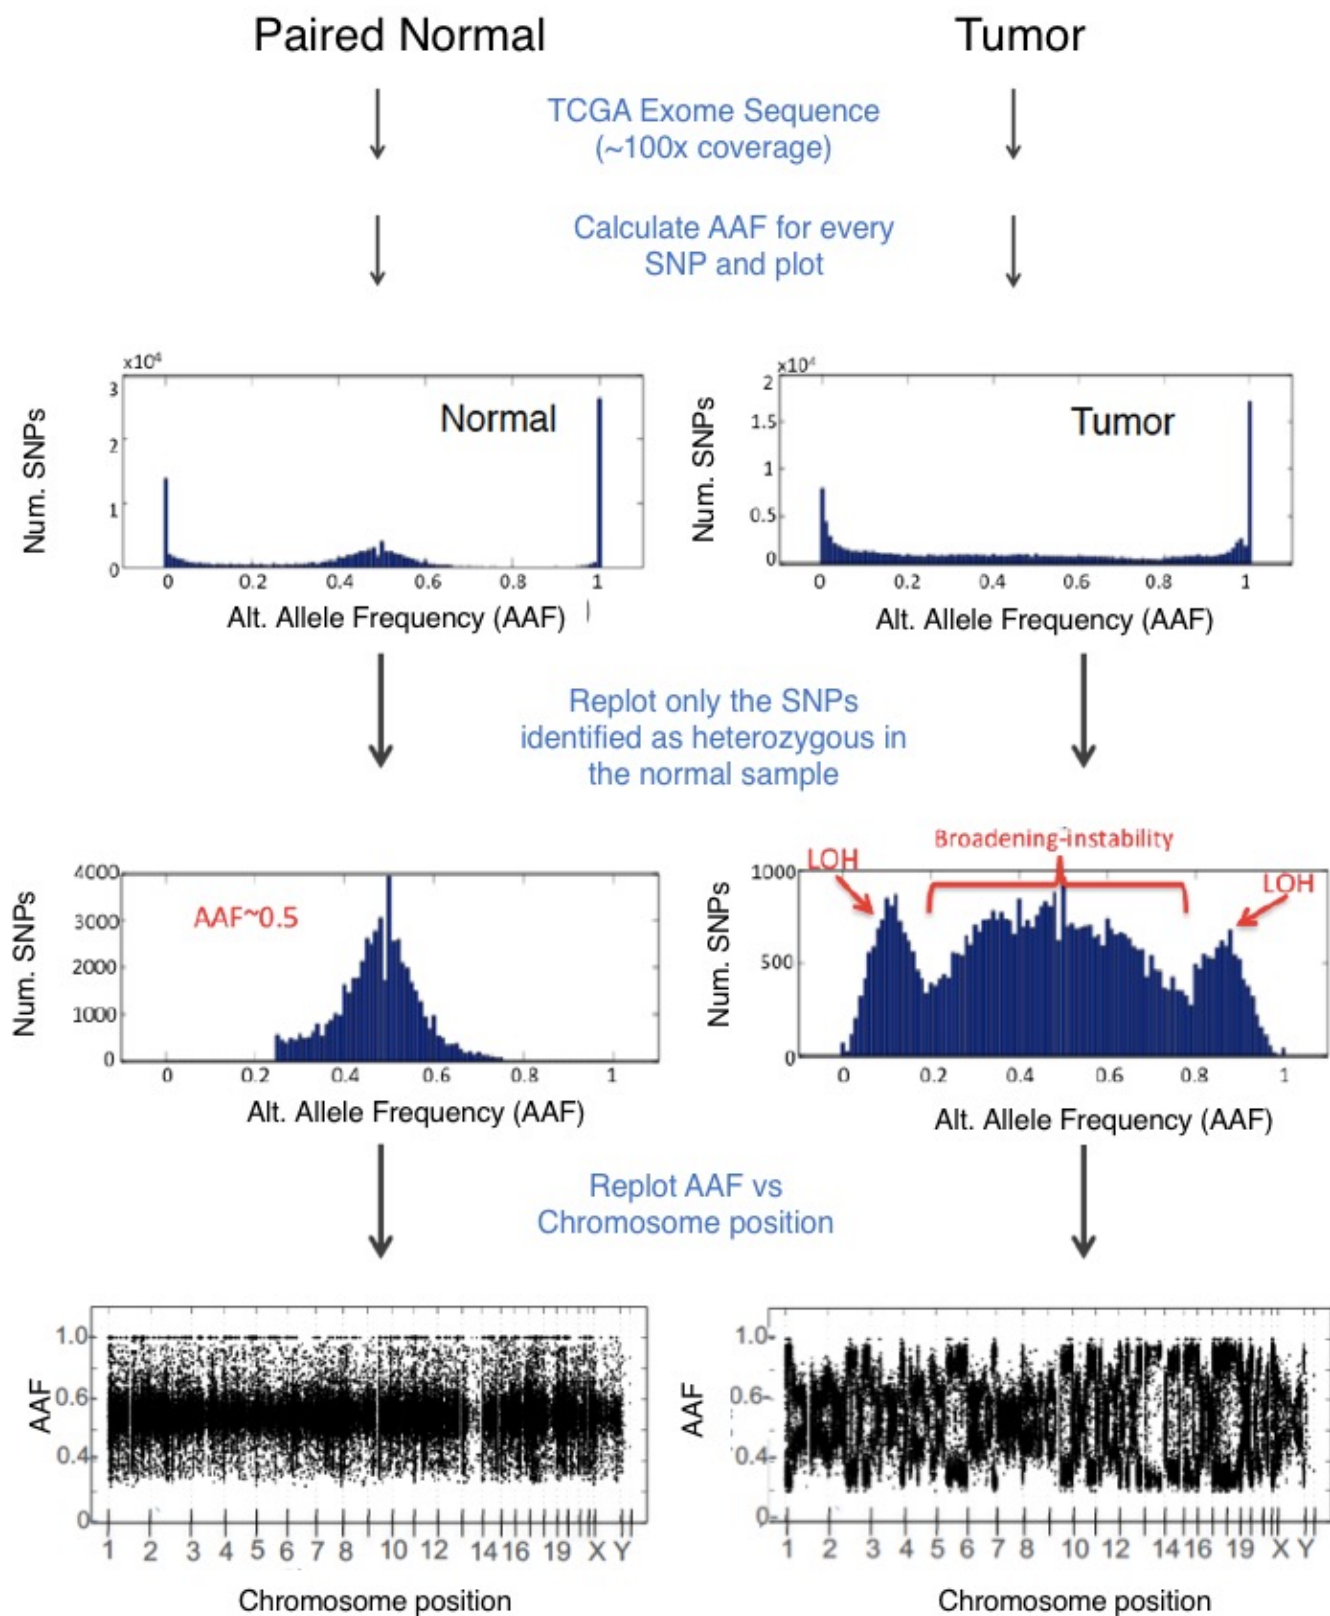 Paired Normal
Tumor
TCGA Exome Sequence
(~100x coverage)
Calculate AAF for every
SNP and plot
x10⁴
3
2
1
0
Num. SNPs
Normal
0 0.2 0.4 0.6 0.8 1
Alt. Allele Frequency (AAF)
x10⁴
2
1.5
1
0.5
0
Num. SNPs
Tumor
0 0.2 0.4 0.6 0.8 1
Alt. Allele Frequency (AAF)
Replot only the SNPs
identified as heterozygous in
the normal sample
4000
3000
2000
1000
0
Num. SNPs
AAF~0.5
0 0.2 0.4 0.6 0.8 1
Alt. Allele Frequency (AAF)
Broadening-instability
LOH
LOH
1000
500
0
Num. SNPs
0 0.2 0.4 0.6 0.8 1
Alt. Allele Frequency (AAF)
Replot AAF vs
Chromosome position
1.0
0.6
0.4
0
AAF
1 2 3 4 5 6 7 8 10 12 14 16 19 X Y
Chromosome position
1.0
0.6
0.4
0
AAF
1 2 3 4 5 6 7 8 10 12 14 16 19 X Y
Chromosome position